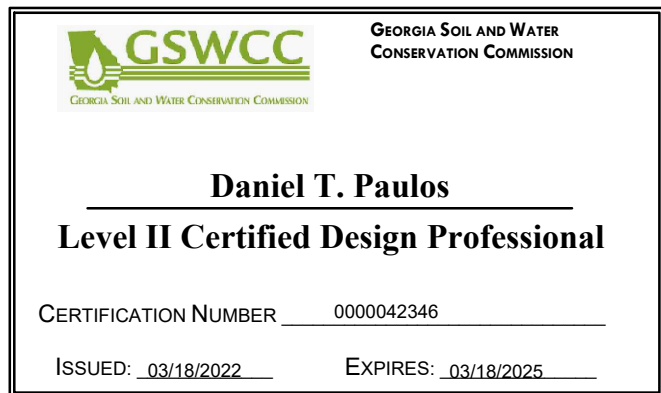 GSWCC
GEORGIA SOIL AND WATER CONSERVATION COMMISSION
GEORGIA SOIL AND WATER
CONSERVATION COMMISSION
Daniel T. Paulos
Level II Certified Design Professional
CERTIFICATION NUMBER 0000042346
ISSUED: 03/18/2022 EXPIRES: 03/18/2025